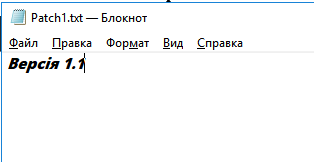 Patch1.txt — Блокнот
Файл Правка Формат Вид Справка
Версія 1.1